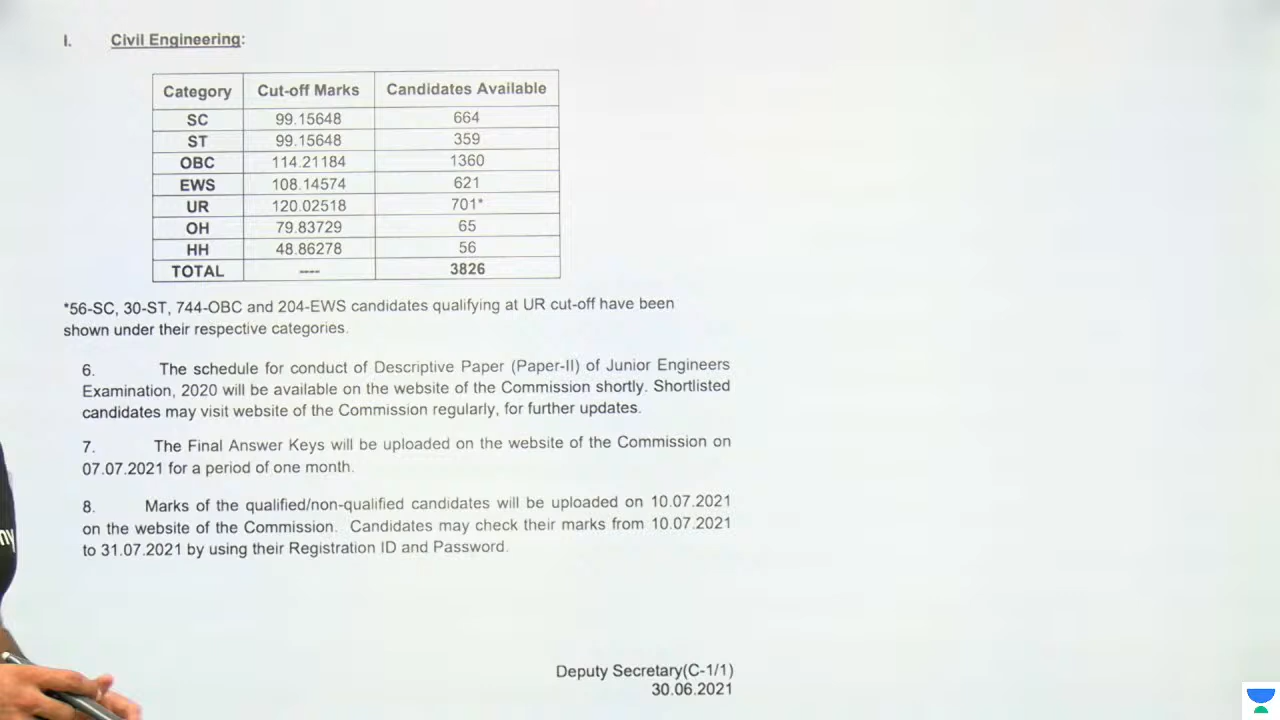 I. Civil Engineering:
Category Cut-off Marks Candidates Available
SC 99.15648 664
ST 99.15648 359
OBC 114.21184 1360
EWS 108.14574 621
UR 120.02518 701*
OH 79.83729 65
HH 48.86278 56
TOTAL ---- 3826
*56-SC, 30-ST, 744-OBC and 204-EWS candidates qualifying at UR cut-off have been
shown under their respective categories.
6. The schedule for conduct of Descriptive Paper (Paper-II) of Junior Engineers
Examination, 2020 will be available on the website of the Commission shortly. Shortlisted
candidates may visit website of the Commission regularly, for further updates.
7. The Final Answer Keys will be uploaded on the website of the Commission on
07.07.2021 for a period of one month.
8. Marks of the qualified/non-qualified candidates will be uploaded on 10.07.2021
on the website of the Commission. Candidates may check their marks from 10.07.2021
to 31.07.2021 by using their Registration ID and Password.
Deputy Secretary(C-1/1)
30.06.2021